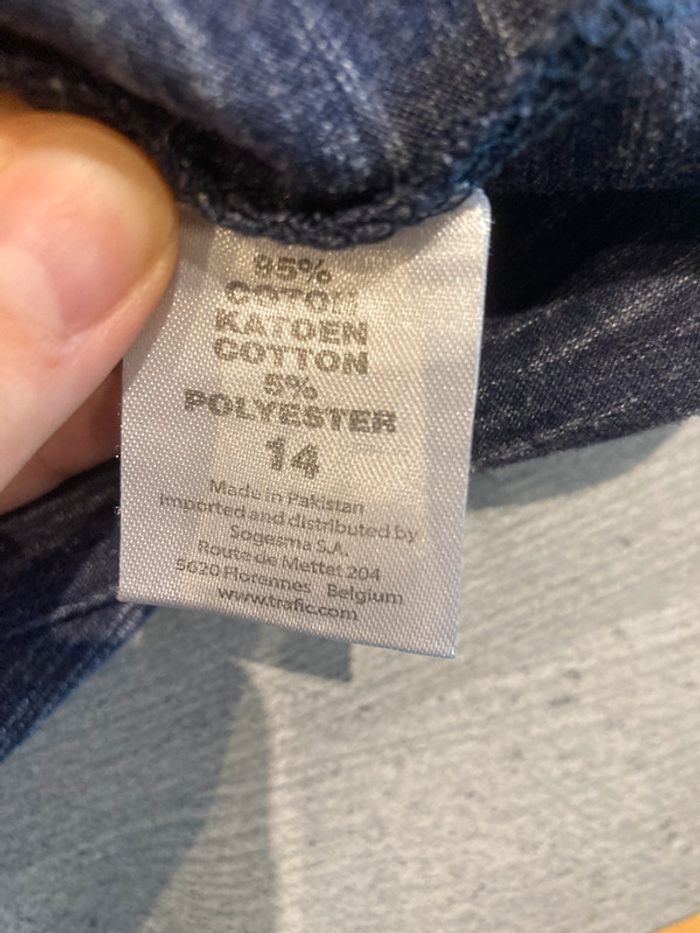 95%
COTON
KATOEN
COTTON
5%
POLYESTER
14
Made in Pakistan
Imported and distributed by
Sogesma S.A.
Route de Mettet 204
5620 Florennes Belgium
www.trafic.com